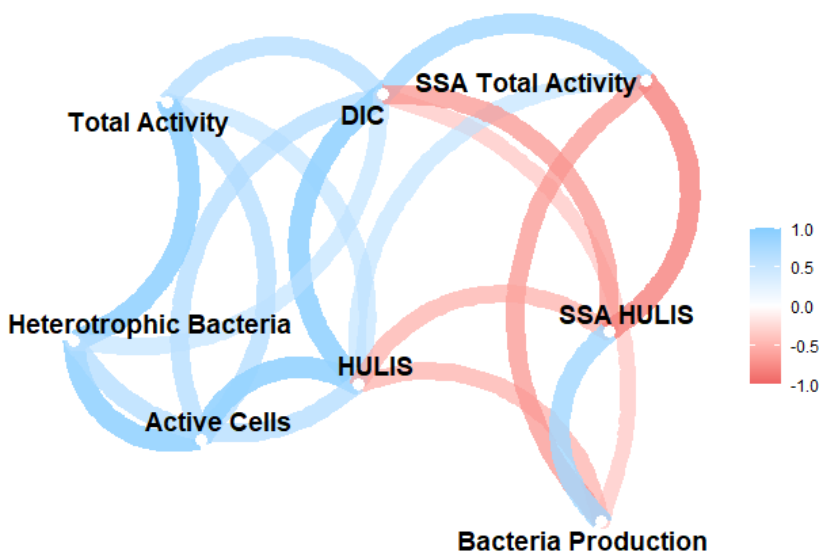 SSA Total Activity
DIC
Total Activity
1.0
0.5
0.0
-0.5
-1.0
SSA HULIS
Heterotrophic Bacteria
HULIS
Active Cells
Bacteria Production